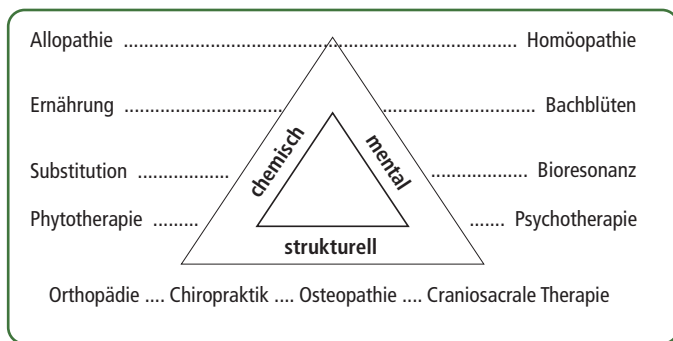 Allopathie ........................................................................ Homöopathie
Ernährung ............................. ............................ Bachblüten
chemisch
mental
Substitution ................. .................. Bioresonanz
Phytotherapie ......... ....... Psychotherapie
strukturell
Orthopädie .... Chiropraktik .... Osteopathie .... Craniosacrale Therapie